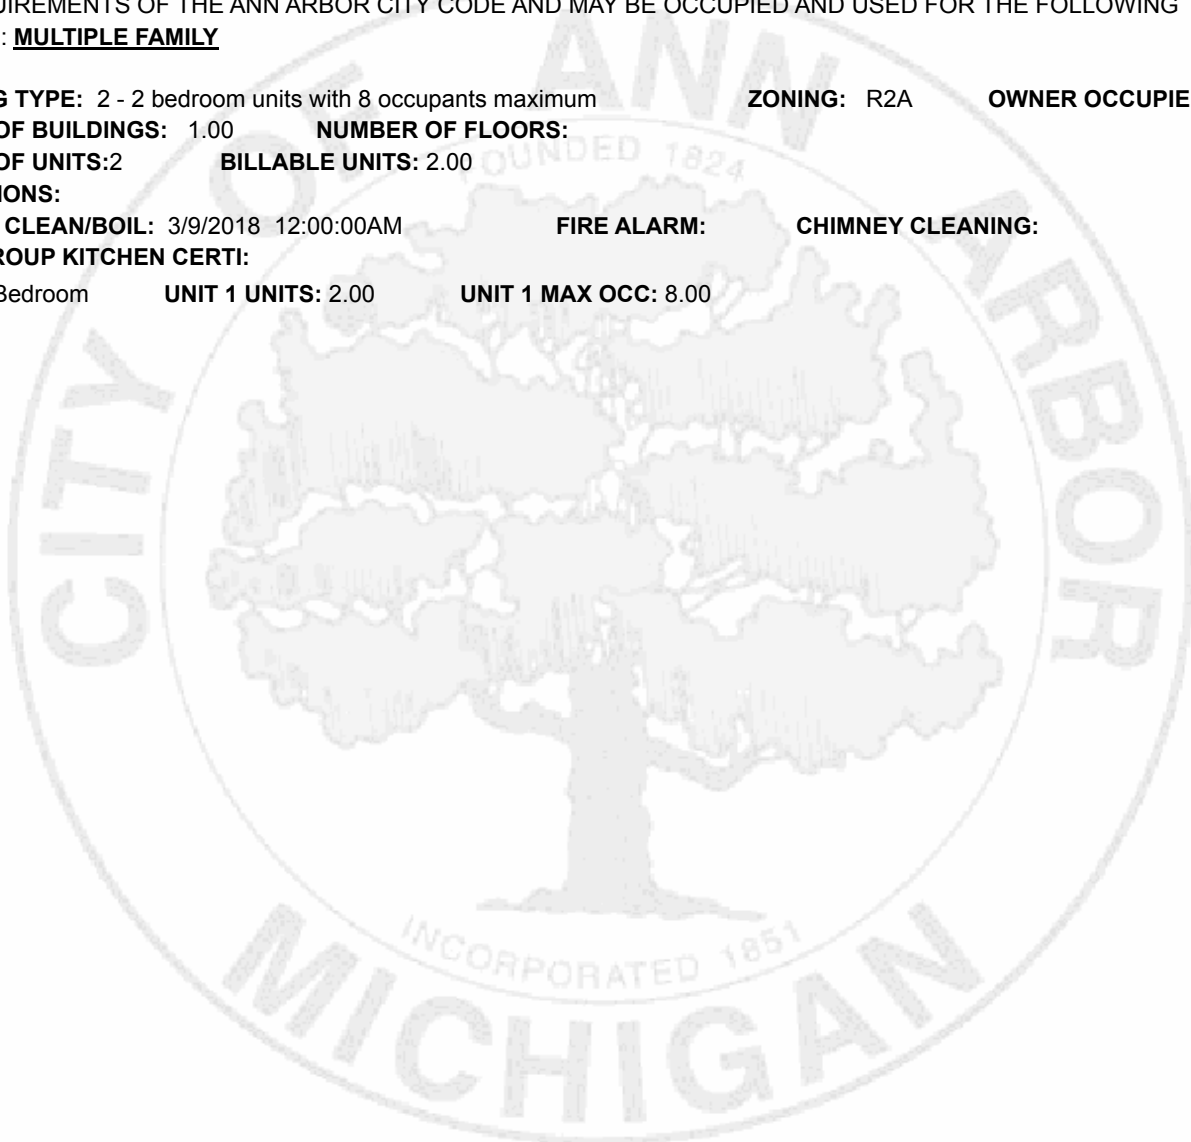 UIREMENTS OF THE ANN ARBOR CITY CODE AND MAY BE OCCUPIED AND USED FOR THE FOLLOWING
: MULTIPLE FAMILY
G TYPE: 2 - 2 bedroom units with 8 occupants maximum ZONING: R2A OWNER OCCUPIE
OF BUILDINGS: 1.00 NUMBER OF FLOORS:
OF UNITS:2 BILLABLE UNITS: 2.00
IONS:
CLEAN/BOIL: 3/9/2018 12:00:00AM FIRE ALARM: CHIMNEY CLEANING:
ROUP KITCHEN CERTI:
Bedroom UNIT 1 UNITS: 2.00 UNIT 1 MAX OCC: 8.00
CITY OF ANN ARBOR
FOUNDED 1824
INCORPORATED 1851
MICHIGAN